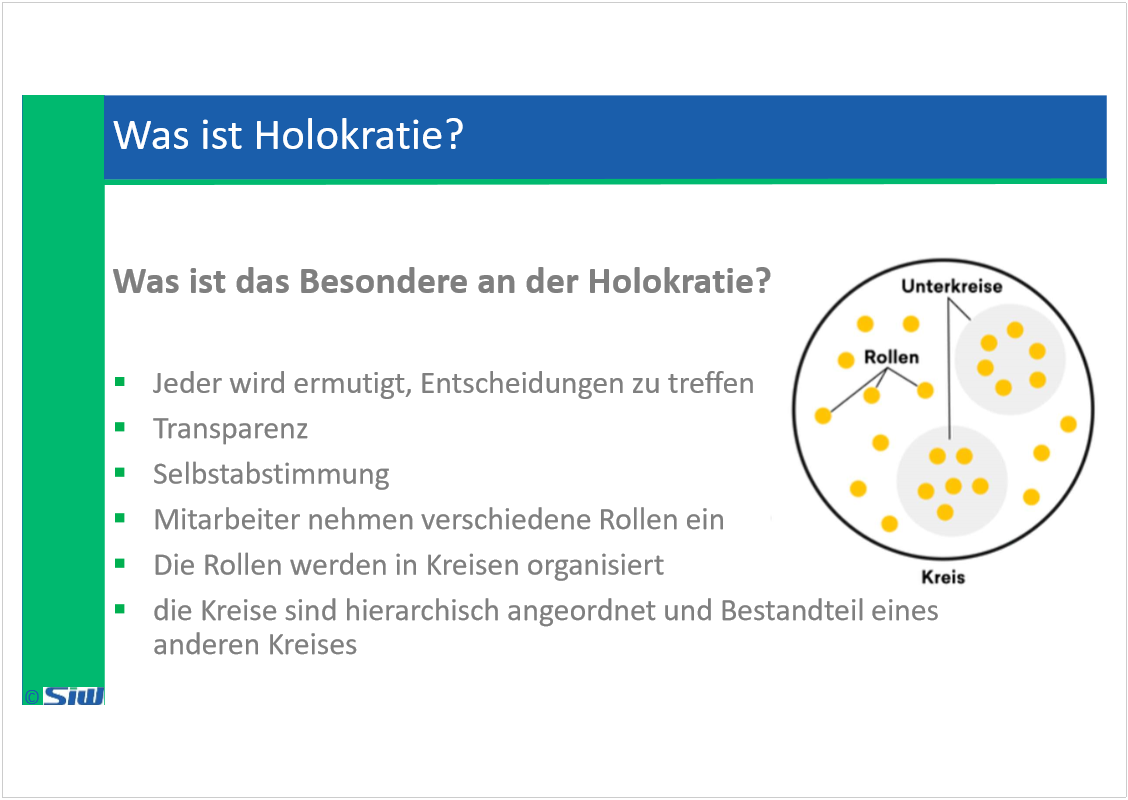 Was ist Holokratie?
Was ist das Besondere an der Holokratie?
Jeder wird ermutigt, Entscheidungen zu treffen
Transparenz
Selbstabstimmung
Mitarbeiter nehmen verschiedene Rollen ein
Die Rollen werden in Kreisen organisiert
die Kreise sind hierarchisch angeordnet und Bestandteil eines
anderen Kreises
Unterkreise
Rollen
Kreis
© SiW